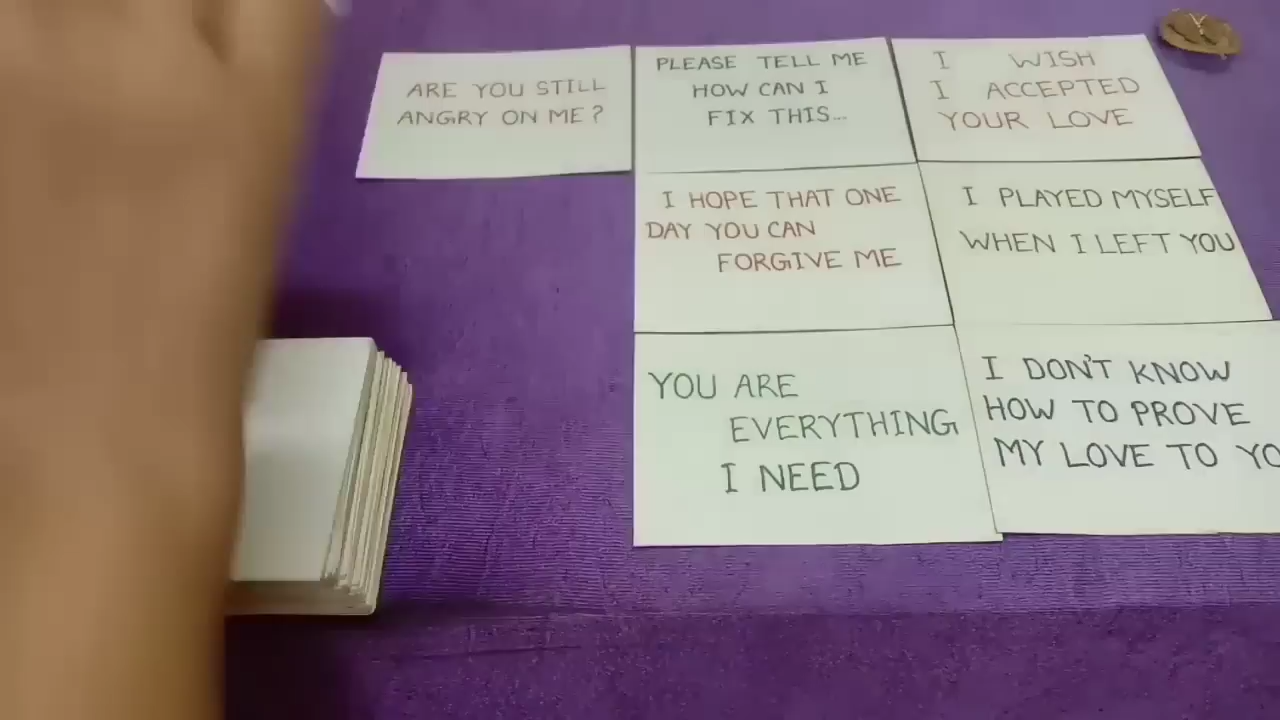 ARE YOU STILL
ANGRY ON ME?
PLEASE TELL ME
HOW CAN I
FIX THIS...
I WISH
I ACCEPTED
YOUR LOVE
I HOPE THAT ONE
DAY YOU CAN
FORGIVE ME
I PLAYED MYSELF
WHEN I LEFT YOU
YOU ARE
EVERYTHING
I NEED
I DON'T KNOW
HOW TO PROVE
MY LOVE TO YO